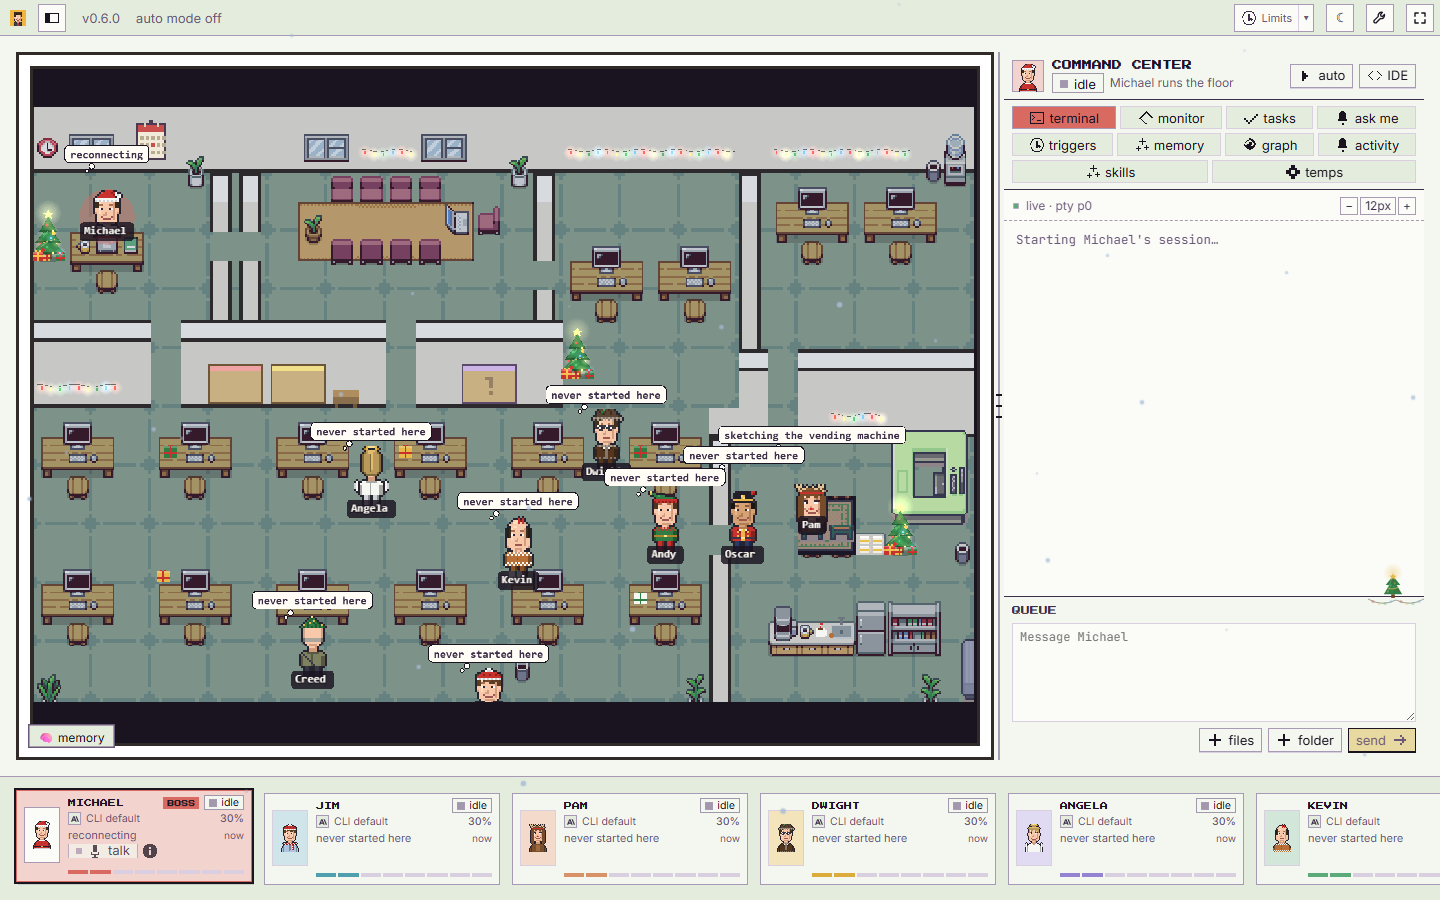 v0.6.0 auto mode off
Limits
COMMAND CENTER
idle Michael runs the floor
auto
IDE
terminal monitor tasks ask me
triggers memory graph activity
skills temps
live · pty p0
− 12px +
Starting Michael's session…
QUEUE
Message Michael
+ files + folder send
reconnecting
Michael
never started here
never started here
sketching the vending machine
never started here
never started here
never started here
Angela
Andy
Oscar
Pam
Kevin
never started here
Creed
never started here
memory
MICHAEL BOSS idle
CLI default 30%
reconnecting now
talk
JIM idle
CLI default 30%
never started here now
PAM idle
CLI default 30%
never started here now
DWIGHT idle
CLI default 30%
never started here now
ANGELA idle
CLI default 30%
never started here now
KEVIN
CLI default
never started here